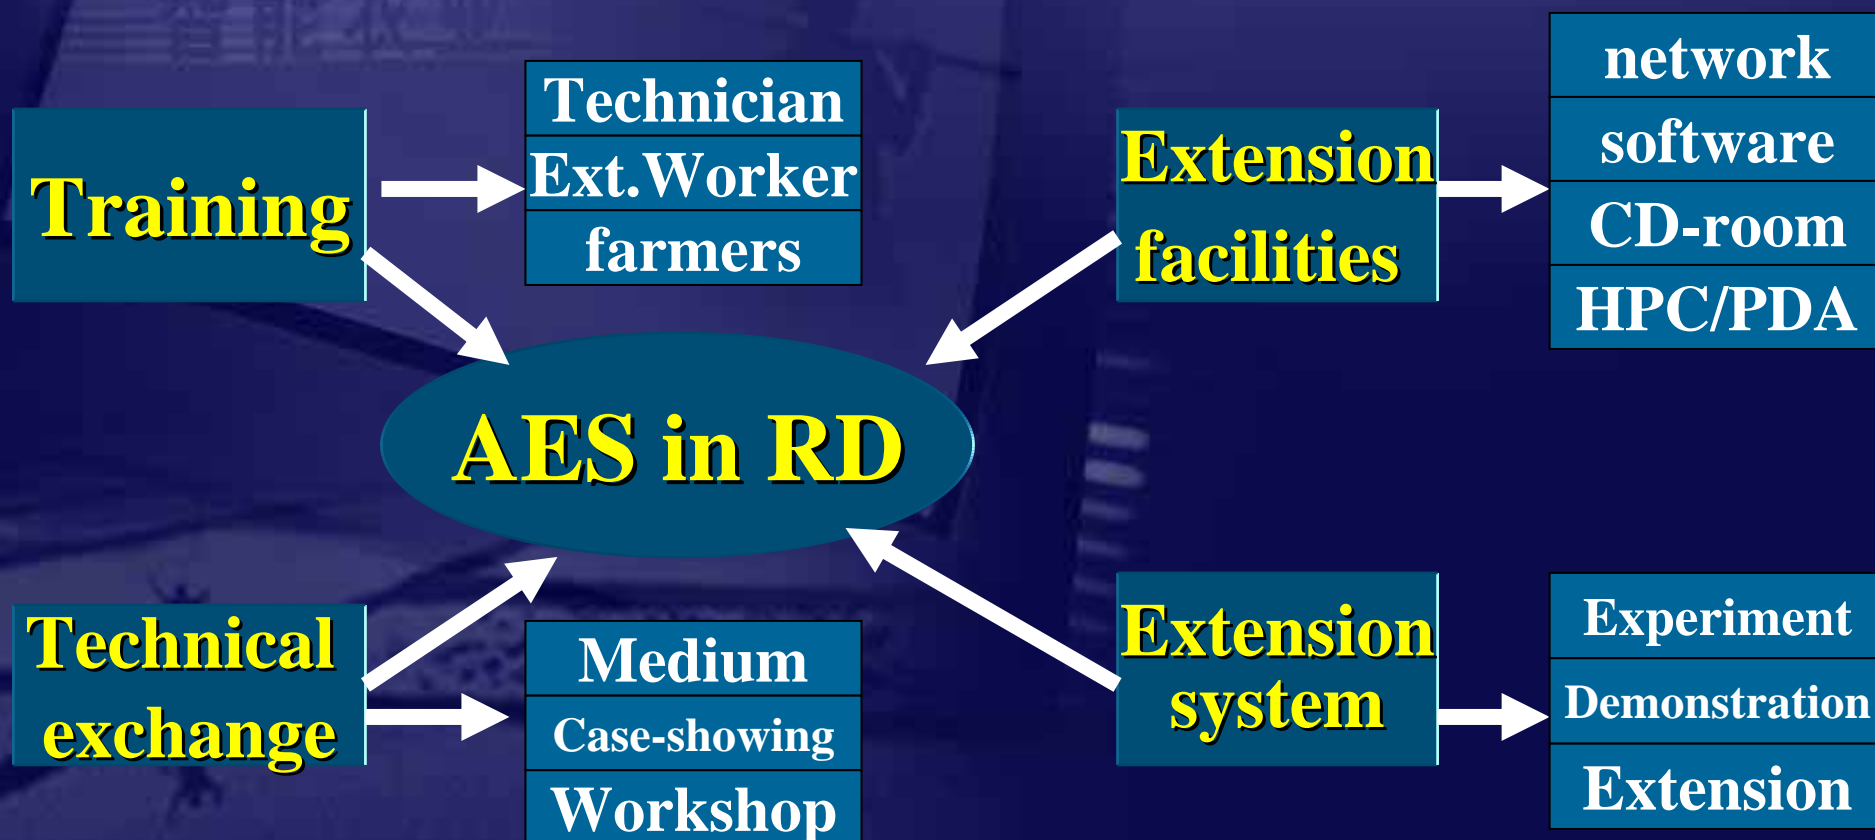 Training
Technician
Ext.Worker
farmers
Extension
facilities
network
software
CD-room
HPC/PDA
AES in RD
Technical
exchange
Medium
Case-showing
Workshop
Extension
system
Experiment
Demonstration
Extension